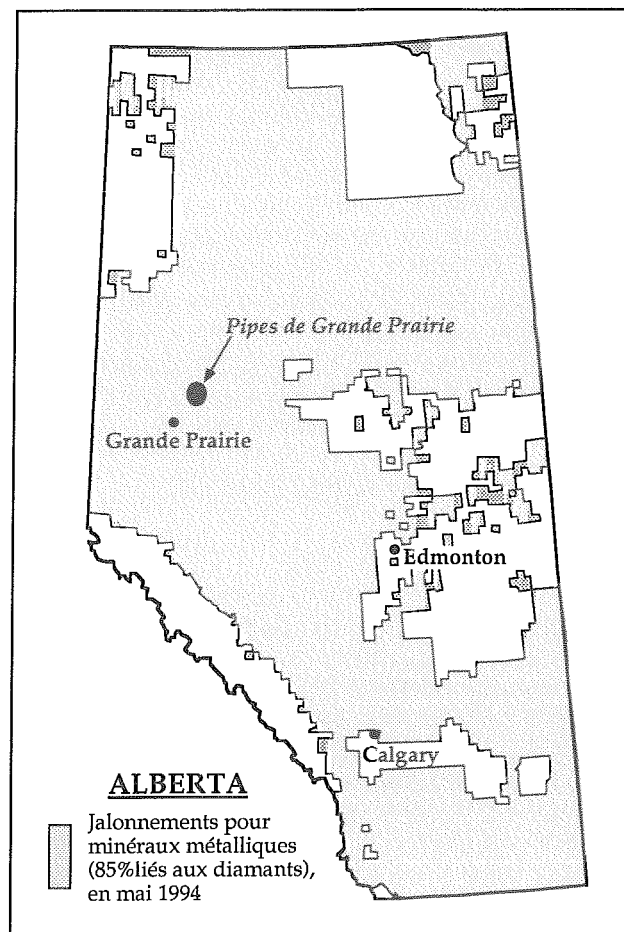 Pipes de Grande Prairie
Grande Prairie
Edmonton
Calgary
ALBERTA
Jalonnements pour
minéraux métalliques
(85%liés aux diamants),
en mai 1994